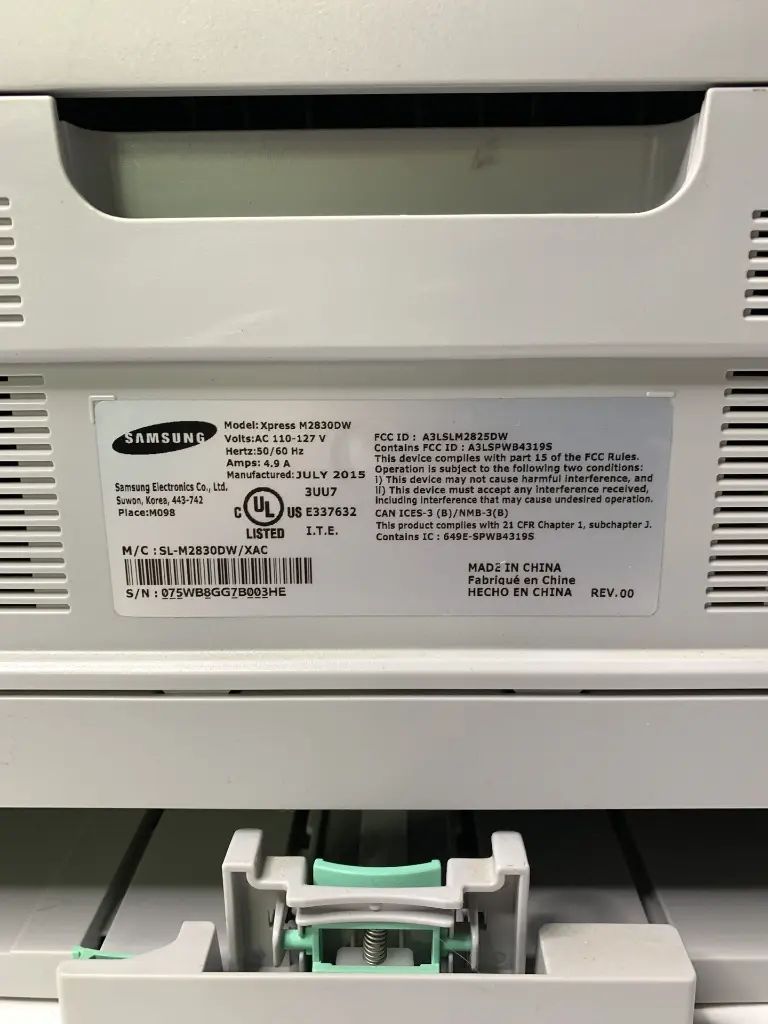 SAMSUNG
Samsung Electronics Co., Ltd.
Suwon, Korea, 443-742
Place:M098
Model:Xpress M2830DW
Volts:AC 110-127 V
Hertz:50/60 Hz
Amps: 4.9 A
Manufactured:JULY 2015
C UL US
LISTED
3UU7
E337632
I.T.E.
M/C : SL-M2830DW/XAC
S/N : 075WB8GG7B003HE
FCC ID : A3LSLM2825DW
Contains FCC ID : A3LSPWB4319S
This device complies with part 15 of the FCC Rules.
Operation is subject to the following two conditions:
i) This device may not cause harmful interference, and
ii) This device must accept any interference received,
including interference that may cause undesired operation.
CAN ICES-3 (B)/NMB-3(B)
This product complies with 21 CFR Chapter 1, subchapter J.
Contains IC : 649E-SPWB4319S
MADE IN CHINA
Fabriqué en Chine
HECHO EN CHINA REV.00